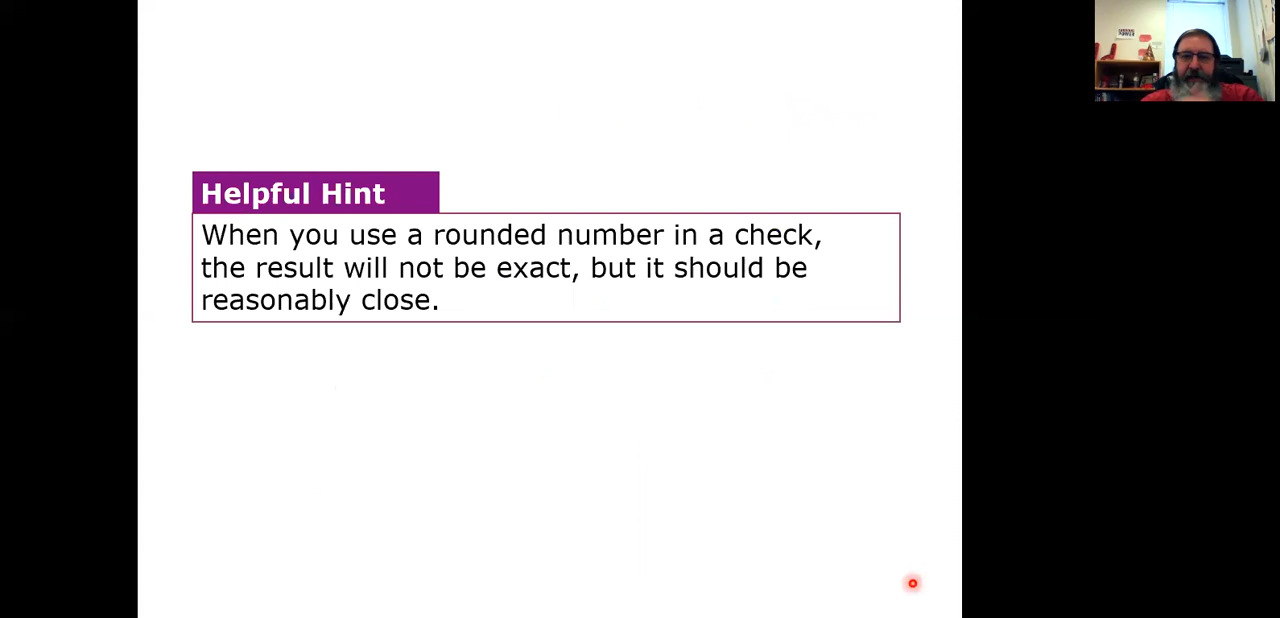 Helpful Hint
When you use a rounded number in a check,
the result will not be exact, but it should be
reasonably close.